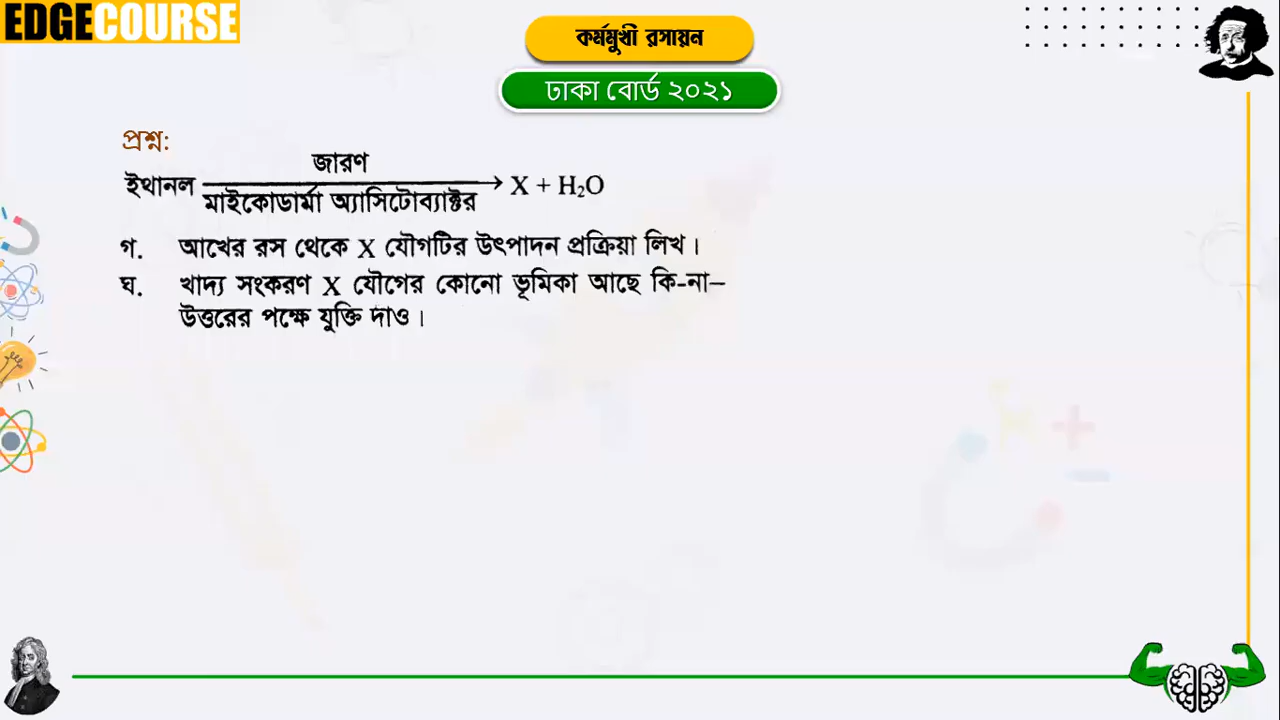 EDGECOURSE
কর্মমুখী রসায়ন
ঢাকা বোর্ড ২০২১
প্রশ্ন:
জারণ
ইথানল → X + H₂O
মাইকোডার্মা অ্যাসিটোব্যাক্টর
গ. আখের রস থেকে X যৌগটির উৎপাদন প্রক্রিয়া লিখ।
ঘ. খাদ্য সংকরণ X যৌগের কোনো ভূমিকা আছে কি-না–
উত্তরের পক্ষে যুক্তি দাও।